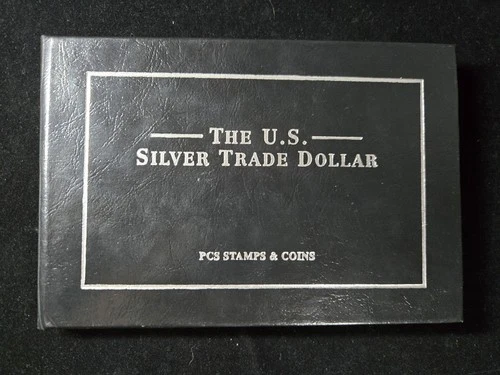 THE U.S.
SILVER TRADE DOLLAR
PCS STAMPS & COINS